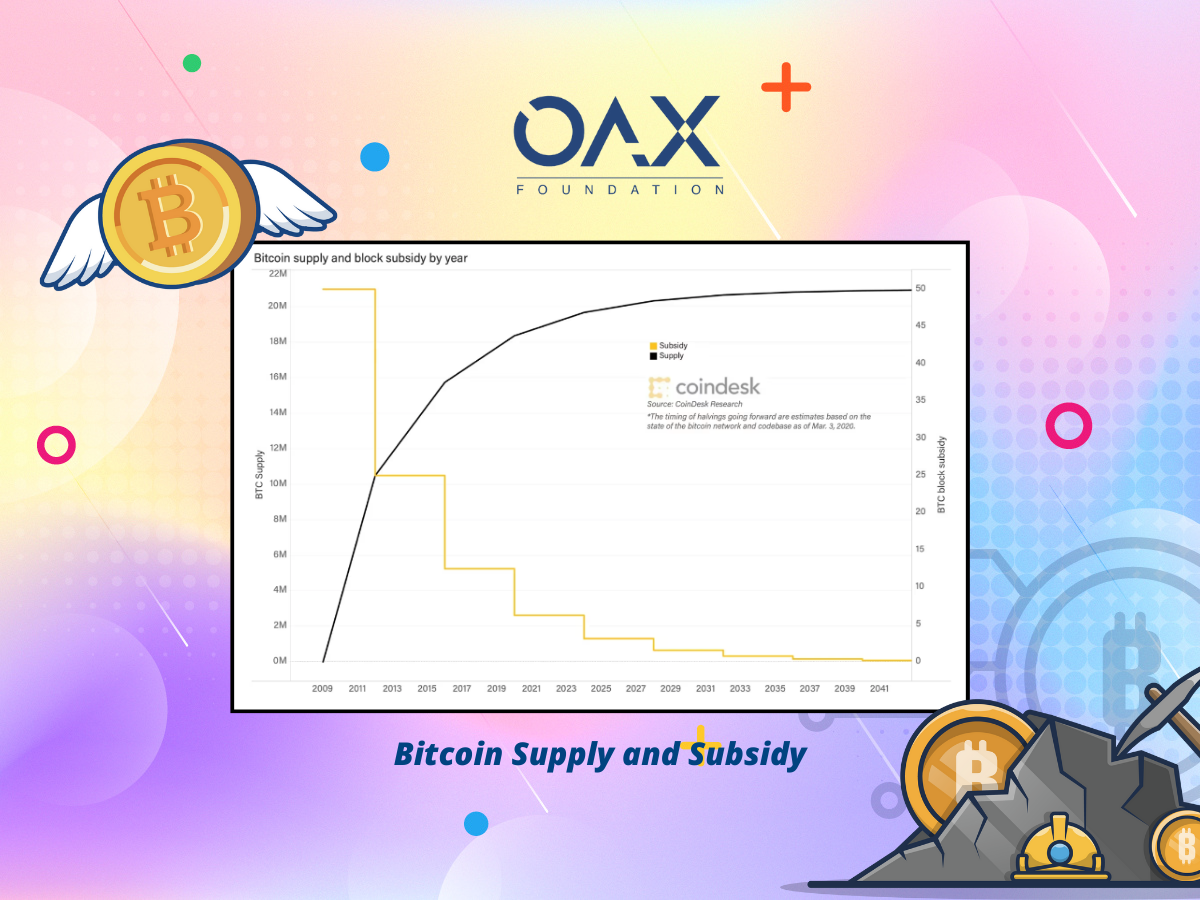 OAX
FOUNDATION
Bitcoin supply and block subsidy by year
22M
20M
18M
16M
14M
12M
10M
8M
6M
4M
2M
0M
BTC Supply
50
45
40
35
30
25
20
15
10
5
0
BTC block subsidy
Subsidy
Supply
coindesk
Source: CoinDesk Research
*The timing of halvings going forward are estimates based on the
state of the bitcoin network and codebase as of Mar. 3, 2020.
2009 2011 2013 2015 2017 2019 2021 2023 2025 2027 2029 2031 2033 2035 2037 2039 2041
Bitcoin Supply and Subsidy